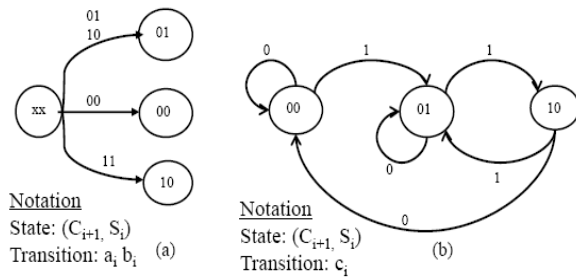 01
10
01
xx
00
00
11
10
Notation
State: (Cᵢ₊₁, Sᵢ)
Transition: aᵢ bᵢ
(a)
0
1
1
00
01
10
0
1
0
Notation
State: (Cᵢ₊₁, Sᵢ)
(b)
Transition: cᵢ